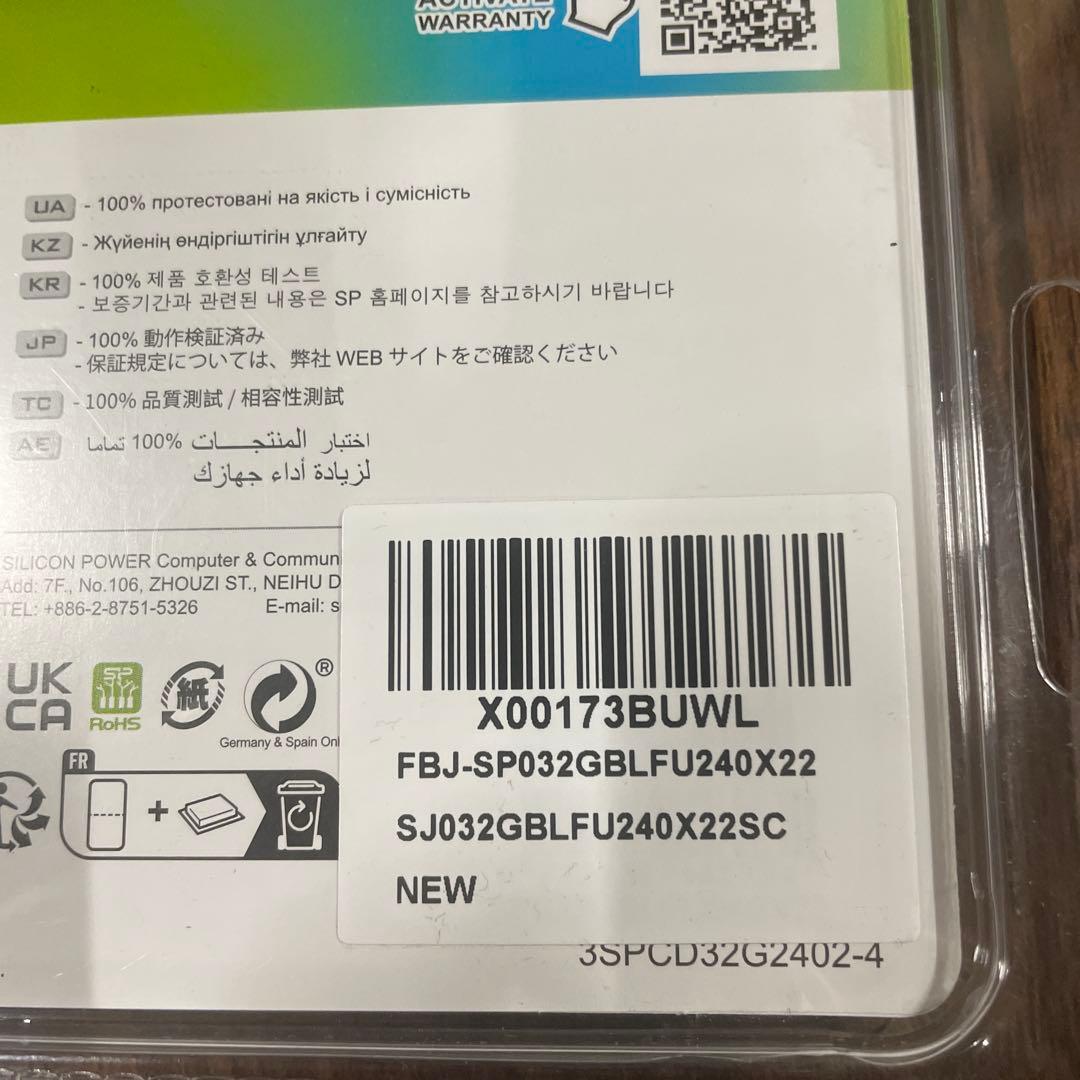 ACTIVATE
WARRANTY
UA - 100% протестовані на якість і сумісність
KZ - Жүйенің өндіргіштігін ұлғайту
KR - 100% 제품 호환성 테스트
- 보증기간과 관련된 내용은 SP 홈페이지를 참고하시기 바랍니다
JP - 100% 動作検証済み
- 保証規定については、弊社 WEB サイトをご確認ください
TC - 100% 品質測試 / 相容性測試
AE اختبار المنتجـــات 100% تماما
لزيادة أداء جهازك
SILICON POWER Computer & Commun
Add: 7F., No.106, ZHOUZI ST., NEIHU D
TEL: +886-2-8751-5326 E-mail: s
UK
CA
SP
RoHS
紙
®
Germany & Spain Onl
FR
+
X00173BUWL
FBJ-SP032GBLFU240X22
SJ032GBLFU240X22SC
NEW
3SPCD32G2402-4